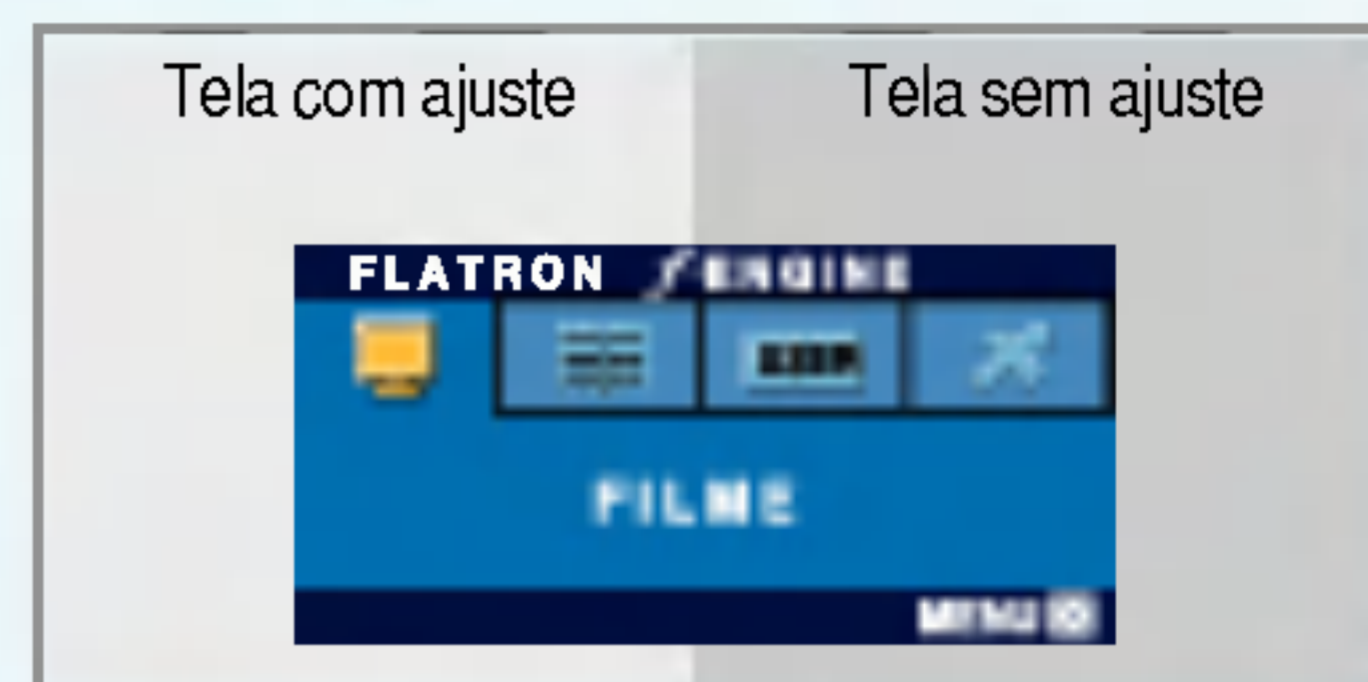 Tela com ajuste
Tela sem ajuste
FLATRON f ENGINE
FILME
MENU